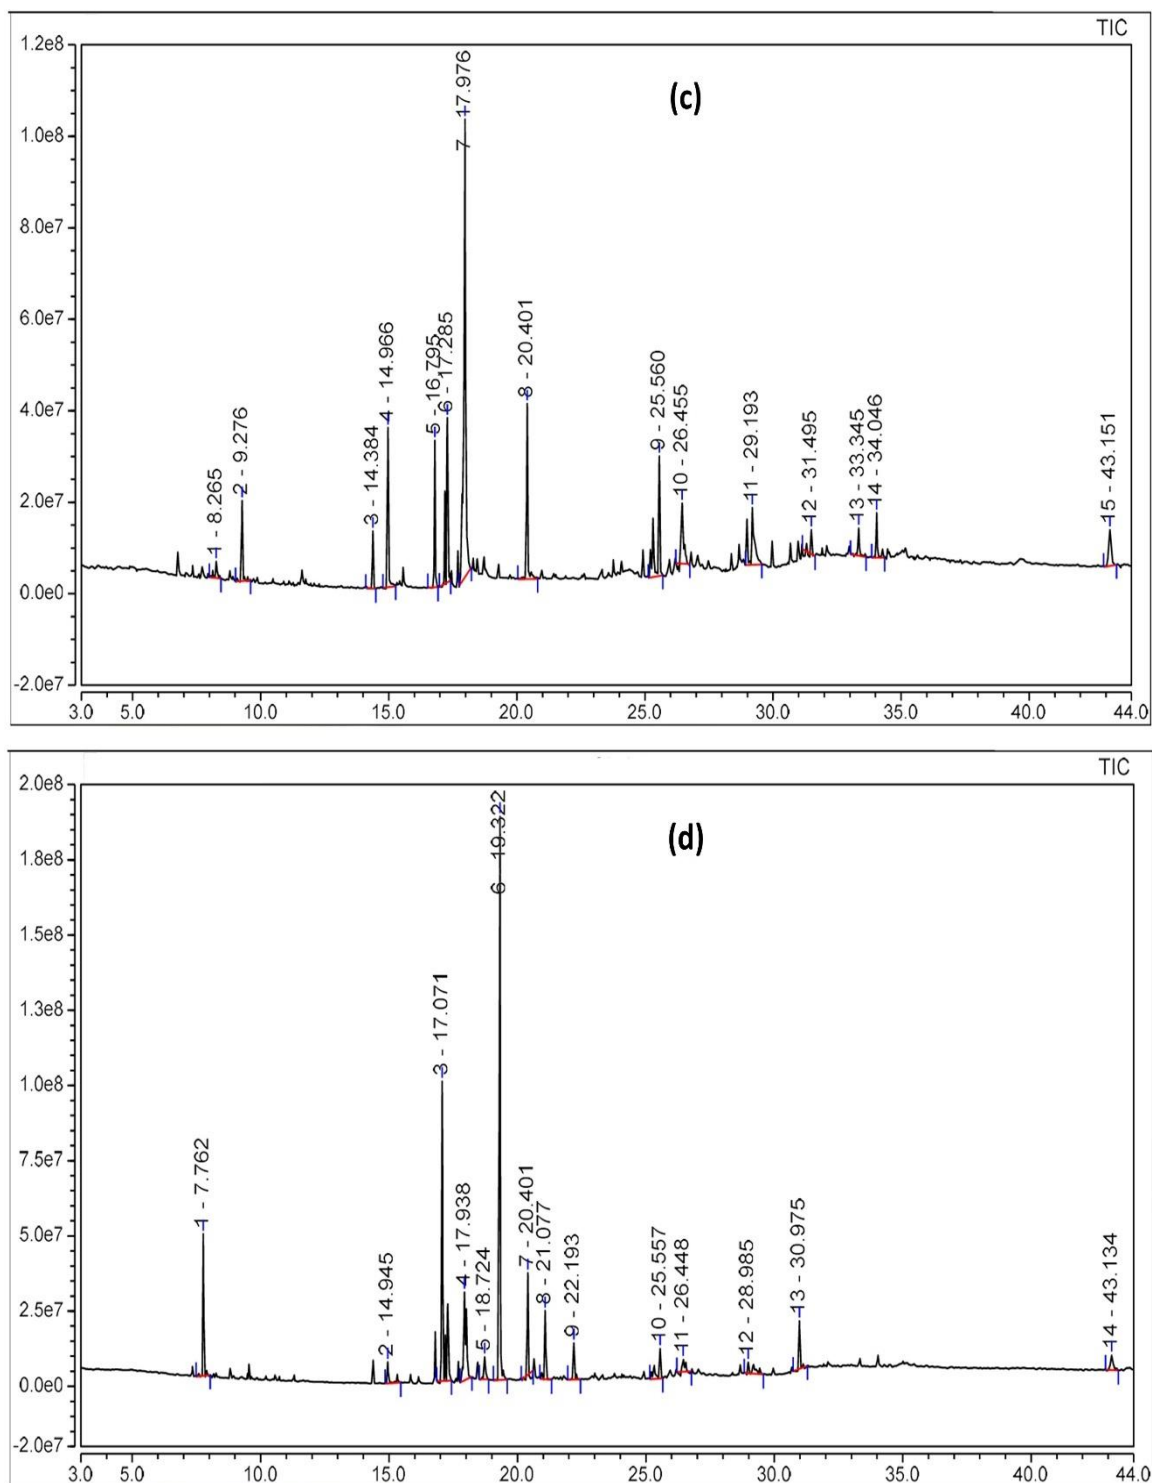 TIC
(c)
1.2e8
1.0e8
8.0e7
6.0e7
4.0e7
2.0e7
0.0e0
-2.0e7
1 - 8.265
2 - 9.276
3 - 14.384
4 - 14.966
5 - 16.795
6 - 17.285
7 - 17.976
8 - 20.401
9 - 25.560
10 - 26.455
11 - 29.193
12 - 31.495
13 - 33.345
14 - 34.046
15 - 43.151
3.0 5.0 10.0 15.0 20.0 25.0 30.0 35.0 40.0 44.0
TIC
(d)
2.0e8
1.8e8
1.5e8
1.3e8
1.0e8
7.5e7
5.0e7
2.5e7
0.0e0
-2.0e7
1 - 7.762
2 - 14.945
3 - 17.071
4 - 17.938
5 - 18.724
6 - 19.322
7 - 20.401
8 - 21.077
9 - 22.193
10 - 25.557
11 - 26.448
12 - 28.985
13 - 30.975
14 - 43.134
3.0 5.0 10.0 15.0 20.0 25.0 30.0 35.0 40.0 44.0